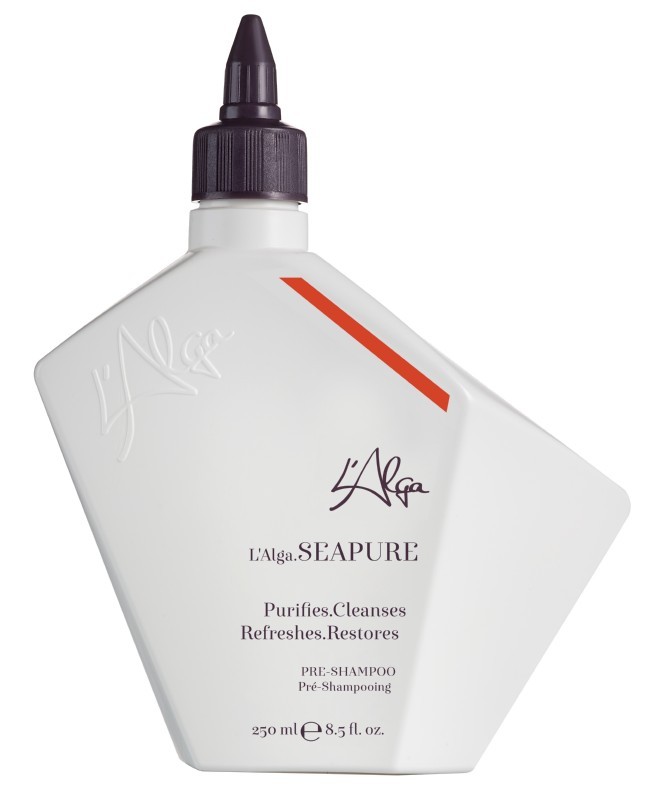 L'Alga
L'Alga
L'Alga.SEAPURE
Purifies.Cleanses
Refreshes.Restores
PRE-SHAMPOO
Pré-Shampooing
250 ml ℮ 8.5 fl. oz.